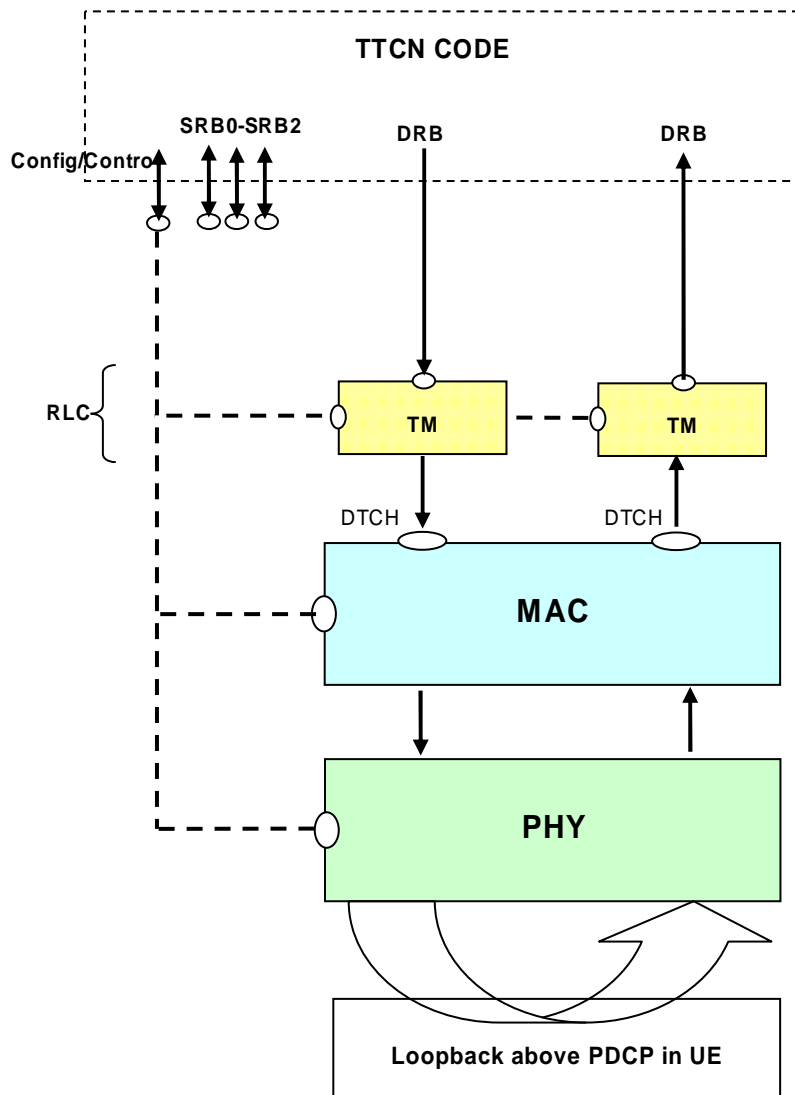 TTCN CODE
SRB0-SRB2
DRB
DRB
Config/Contro
RLC
TM
TM
DTCH
DTCH
MAC
PHY
Loopback above PDCP in UE